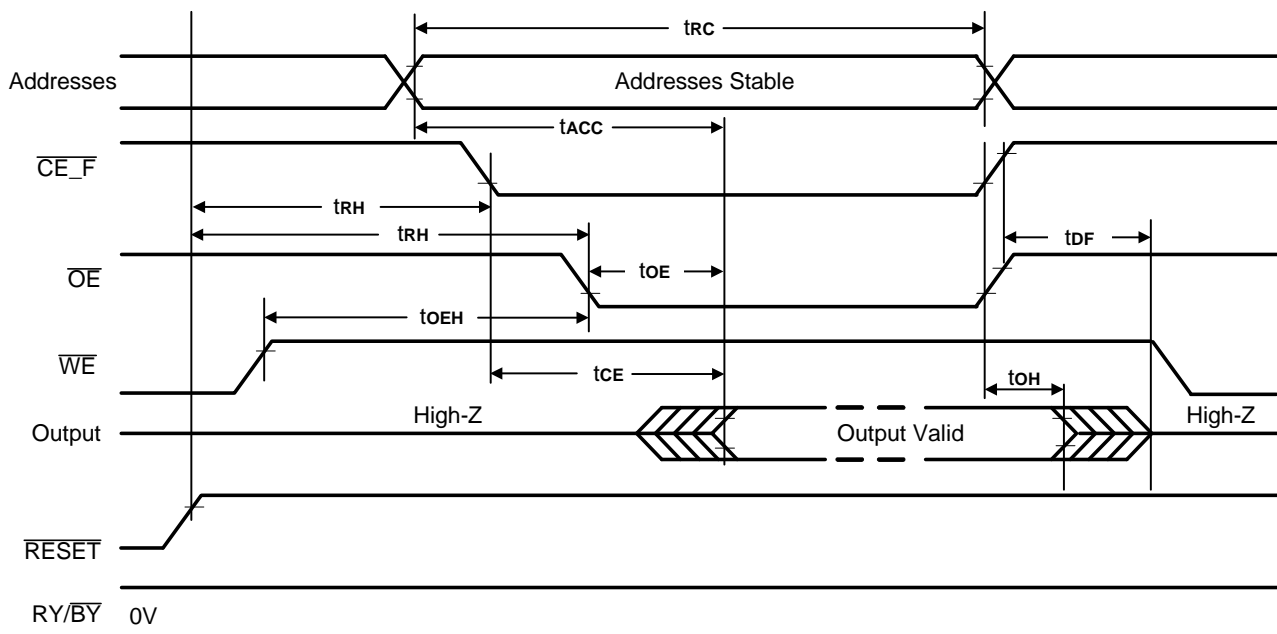 tRC
Addresses
Addresses Stable
tACC
CE_F
tRH
tRH
tDF
OE
tOE
tOEH
WE
tCE
tOH
High-Z
High-Z
Output
Output Valid
RESET
RY/BY 0V